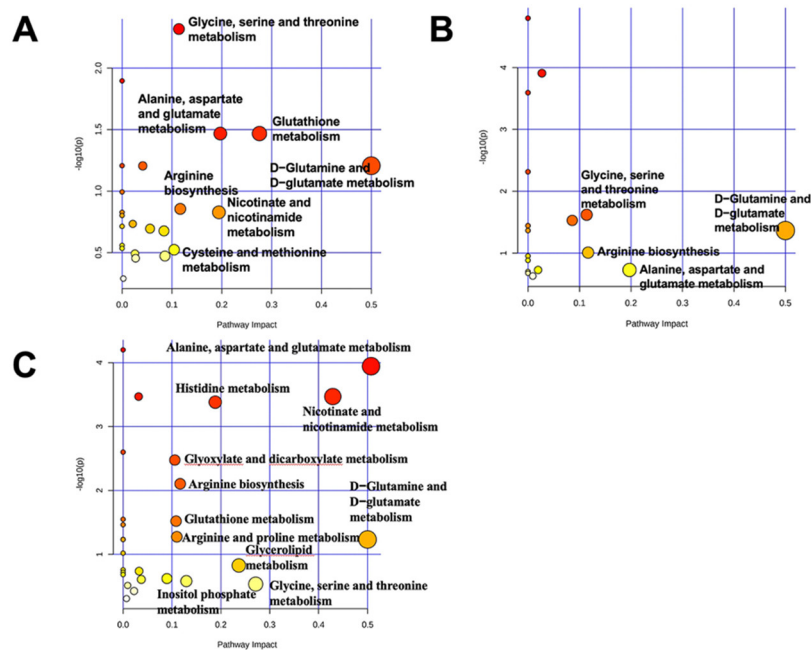 A
Glycine, serine and threonine
metabolism
2.0
Alanine, aspartate
and glutamate
metabolism
1.5
Glutathione
metabolism
D-Glutamine and
D-glutamate metabolism
-log10(p)
1.0
Arginine
biosynthesis
Nicotinate and
nicotinamide
metabolism
0.5
Cysteine and methionine
metabolism
0.0 0.1 0.2 0.3 0.4 0.5
Pathway Impact
B
4
3
-log10(p)
2
Glycine, serine
and threonine
metabolism
D-Glutamine and
D-glutamate
metabolism
1
Arginine biosynthesis
Alanine, aspartate and
glutamate metabolism
0.0 0.1 0.2 0.3 0.4 0.5
Pathway Impact
C
Alanine, aspartate and glutamate metabolism
4
Histidine metabolism
Nicotinate and
nicotinamide metabolism
3
Glyoxylate and dicarboxylate metabolism
-log10(p)
Arginine biosynthesis
2
D-Glutamine and
D-glutamate
metabolism
Glutathione metabolism
Arginine and proline metabolism
1
Glycerolipid
metabolism
Glycine, serine and threonine
metabolism
Inositol phosphate
metabolism
0.0 0.1 0.2 0.3 0.4 0.5
Pathway Impact